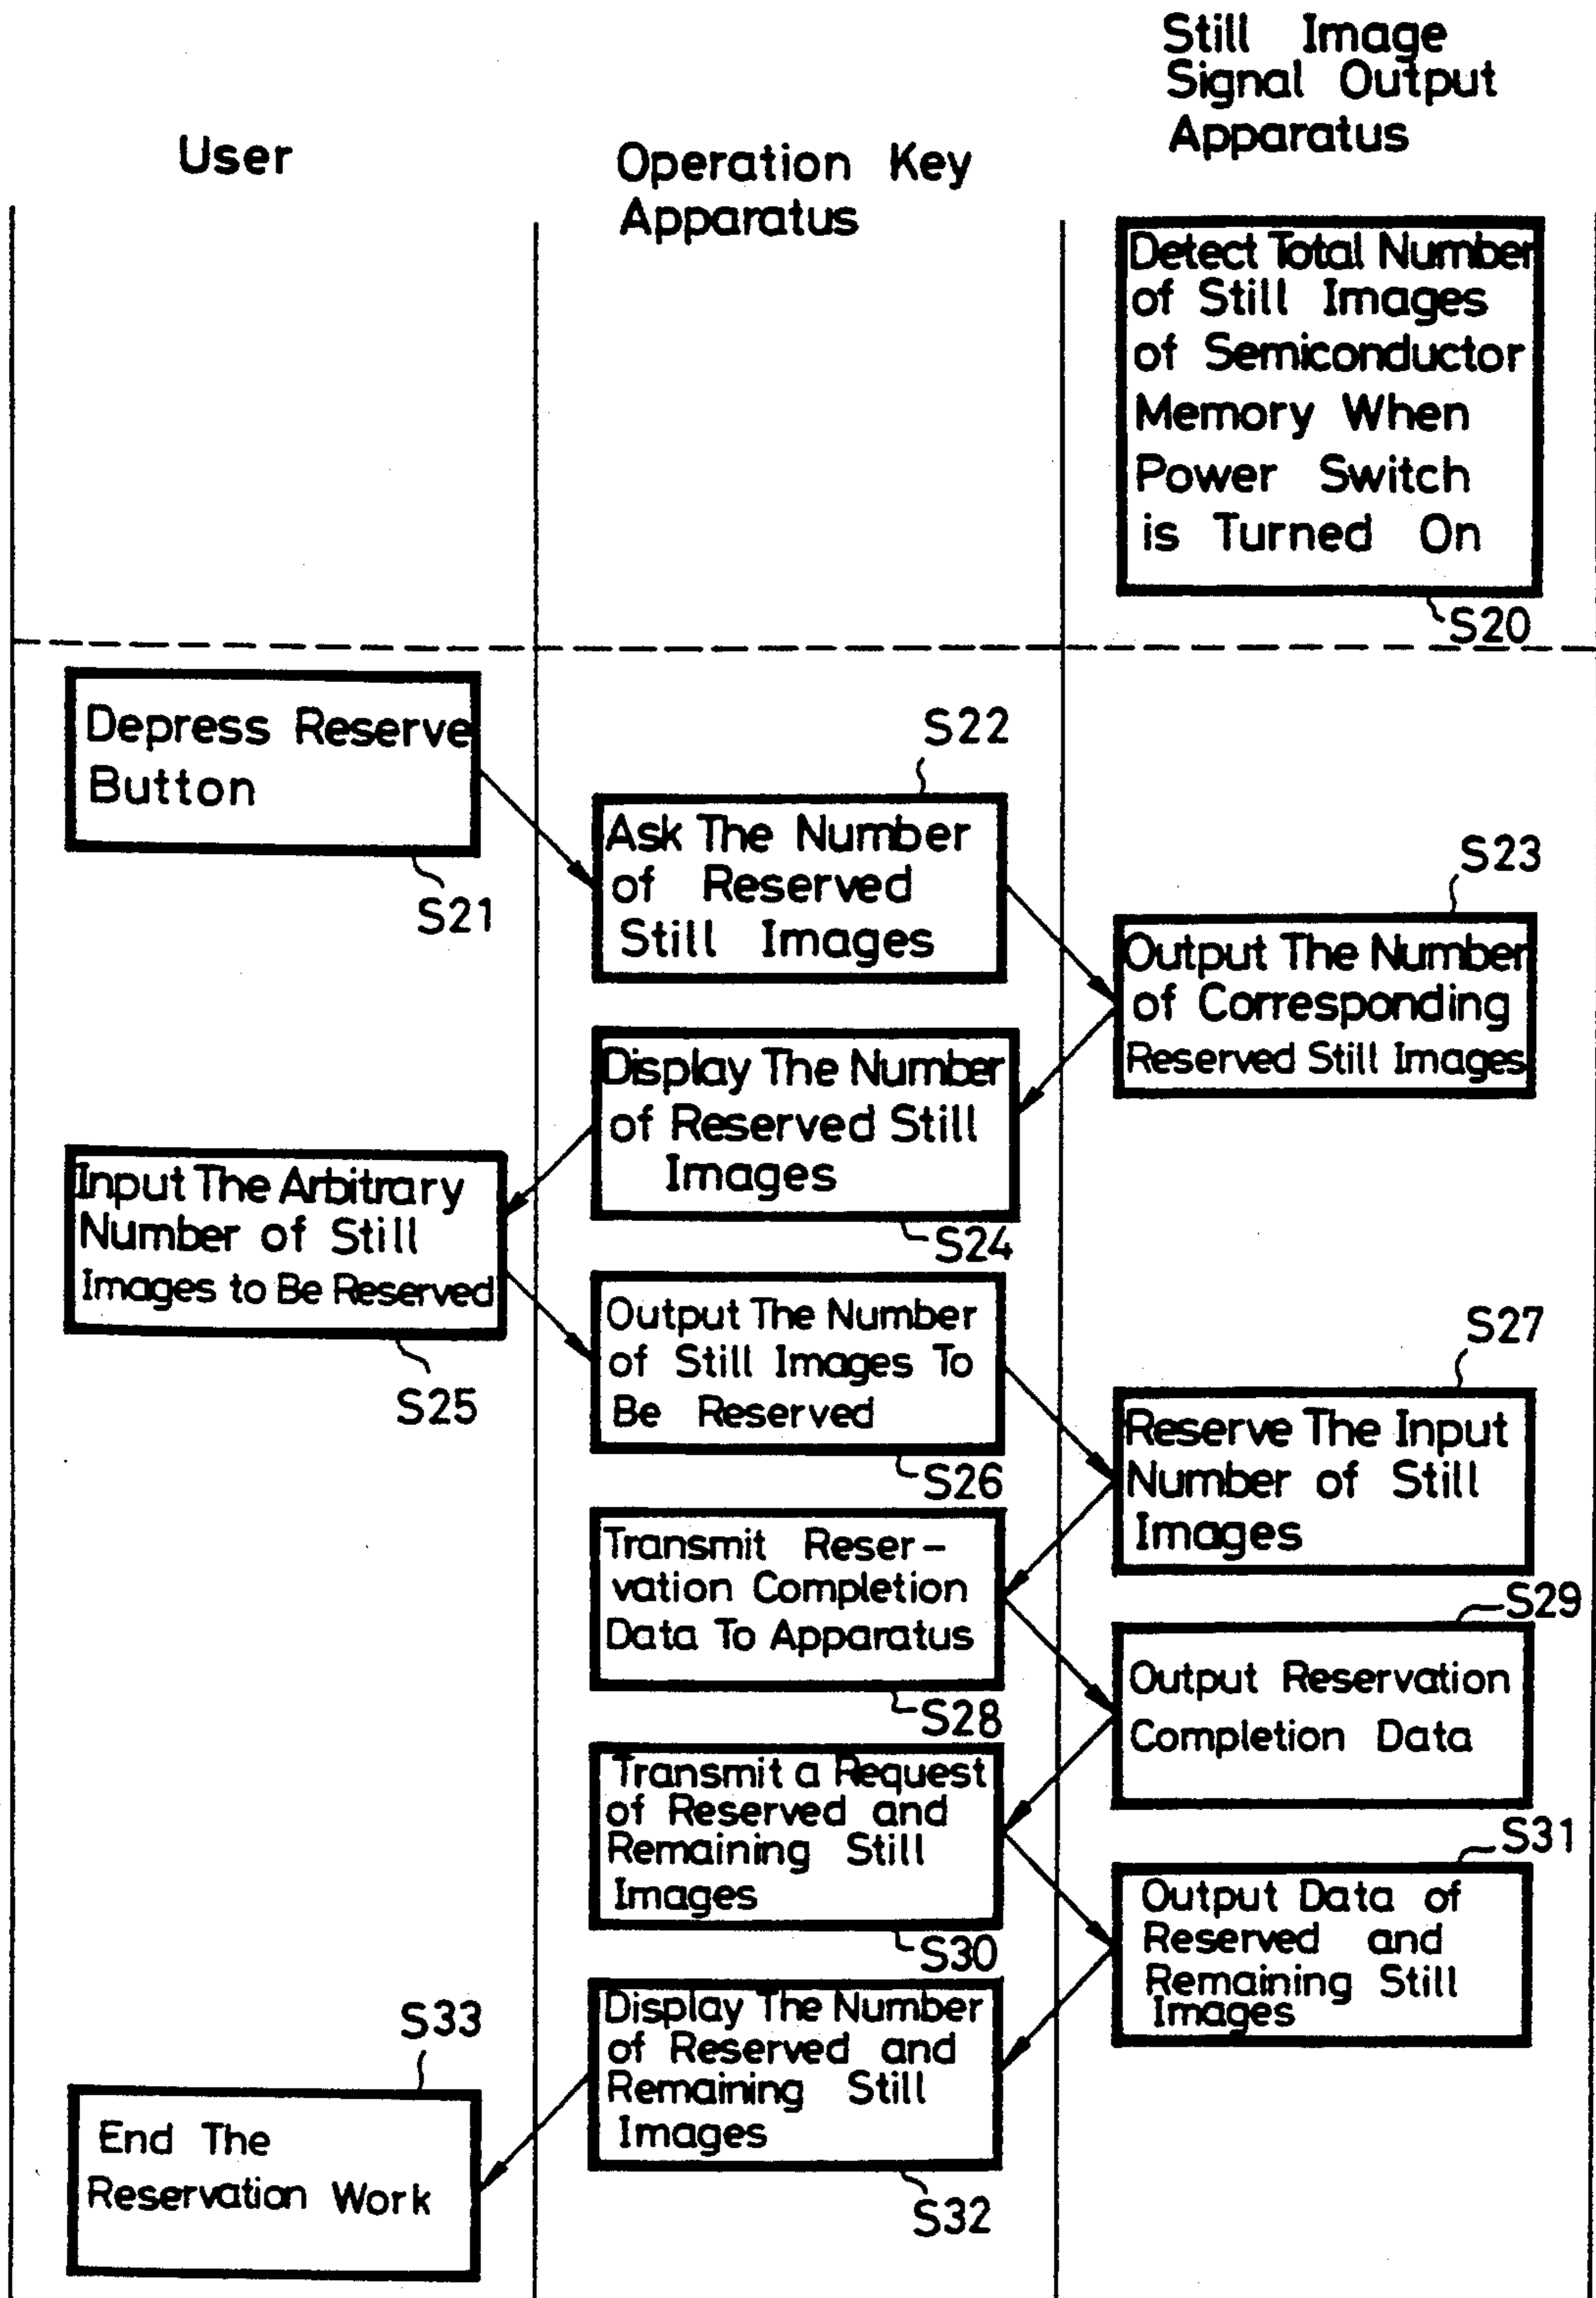 User
Operation Key
Apparatus
Still Image
Signal Output
Apparatus
Detect Total Number
of Still Images
of Semiconductor
Memory When
Power Switch
is Turned On
S20
Depress Reserve
Button
S21
S22
Ask The Number
of Reserved
Still Images
S23
Output The Number
of Corresponding
Reserved Still Images
Display The Number
of Reserved Still
Images
S24
Input The Arbitrary
Number of Still
Images to Be Reserved
S25
Output The Number
of Still Images To
Be Reserved
S26
S27
Reserve The Input
Number of Still
Images
Transmit Reser-
vation Completion
Data To Apparatus
S28
S29
Output Reservation
Completion Data
Transmit a Request
of Reserved and
Remaining Still
Images
S30
S31
Output Data of
Reserved and
Remaining Still
Images
Display The Number
of Reserved and
Remaining Still
Images
S32
S33
End The
Reservation Work